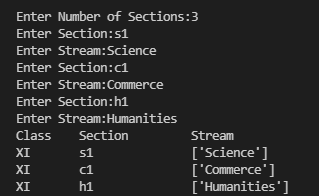 Enter Number of Sections:3
Enter Section:s1
Enter Stream:Science
Enter Section:c1
Enter Stream:Commerce
Enter Section:h1
Enter Stream:Humanities
Class    Section        Stream
XI       s1             ['Science']
XI       c1             ['Commerce']
XI       h1             ['Humanities']